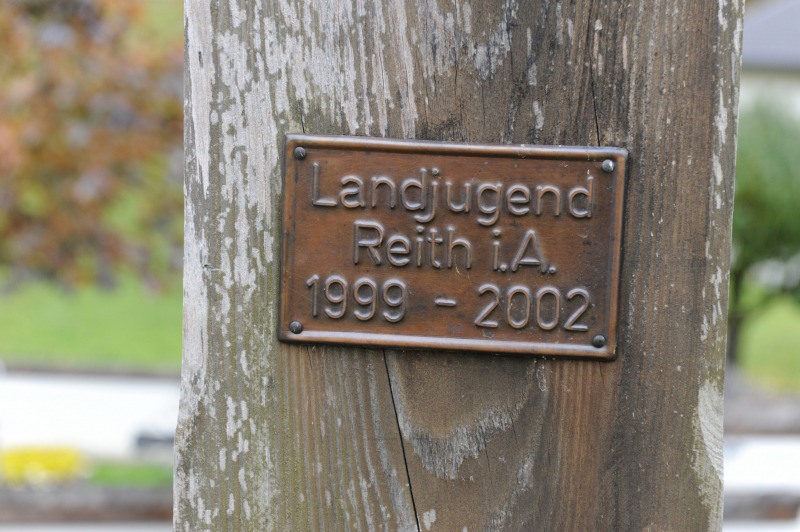 Landjugend
Reith i.A.
1999 - 2002